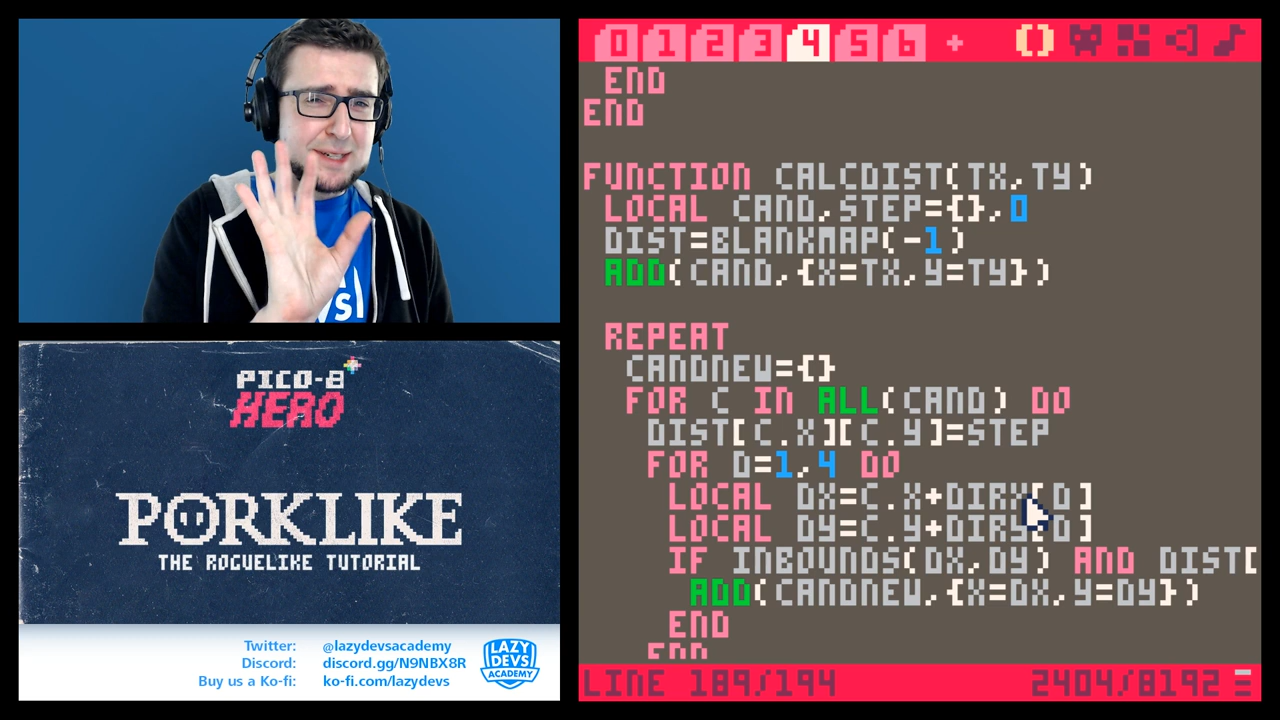 PICO-8
HERO
PORKLIKE
THE ROGUELIKE TUTORIAL
Twitter: @lazydevsacademy
Discord: discord.gg/N9NBX8R
Buy us a Ko-fi: ko-fi.com/lazydevs
LAZY
DEVS
ACADEMY
0 1 2 3 4 5 6 + ()
END
END
FUNCTION CALCDIST(TX,TY)
LOCAL CAND,STEP={},0
DIST=BLANKMAP(-1)
ADD(CAND,{X=TX,Y=TY})
REPEAT
CANDNEW={}
FOR C IN ALL(CAND) DO
DIST[C.X][C.Y]=STEP
FOR D=1,4 DO
LOCAL DX=C.X+DIRX[D]
LOCAL DY=C.Y+DIRY[D]
IF INBOUNDS(DX,DY) AND DIST[
ADD(CANDNEW,{X=DX,Y=DY})
END
END
LINE 189/194 2404/8192